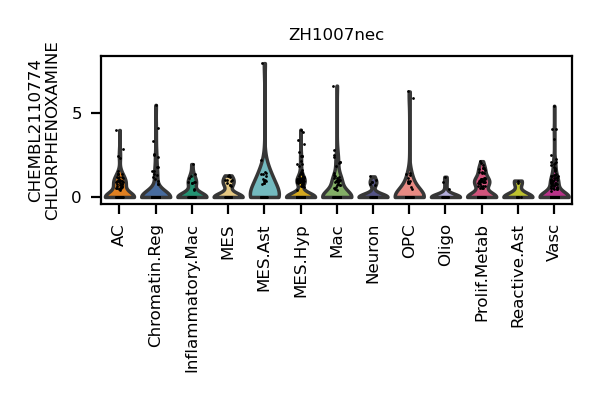 ZH1007nec
CHEMBL2110774
CHLORPHENOXAMINE
5
0
AC
Chromatin.Reg
Inflammatory.Mac
MES
MES.Ast
MES.Hyp
Mac
Neuron
OPC
Oligo
Prolif.Metab
Reactive.Ast
Vasc